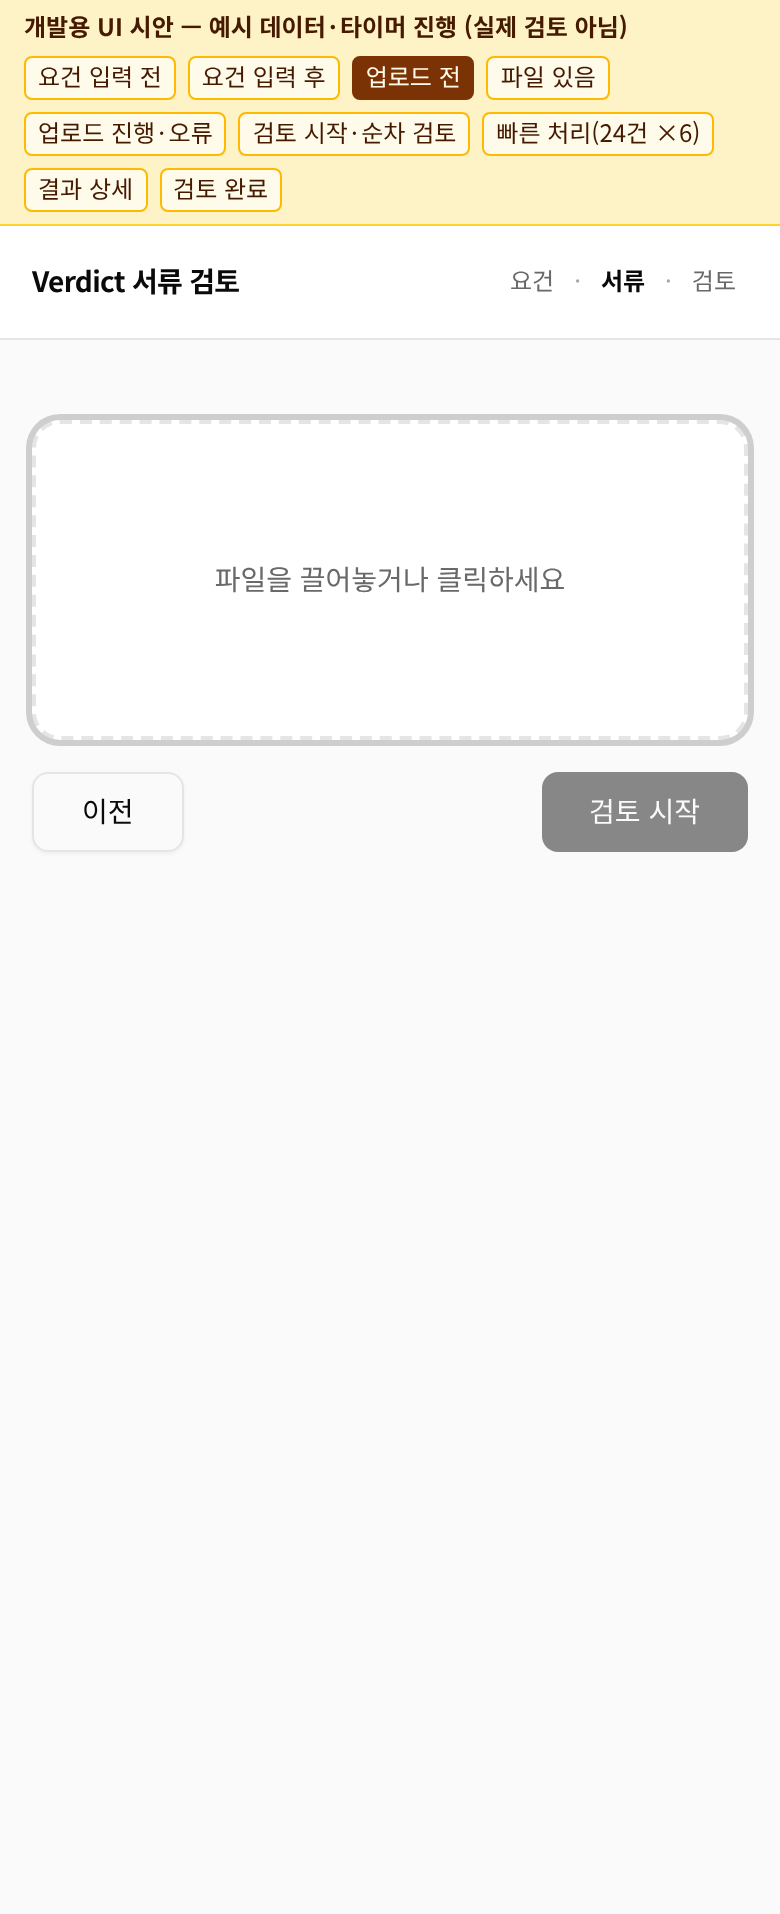 개발용 UI 시안 — 예시 데이터·타이머 진행 (실제 검토 아님)
요건 입력 전 요건 입력 후 업로드 전 파일 있음
업로드 진행·오류 검토 시작·순차 검토 빠른 처리(24건 ×6)
결과 상세 검토 완료
Verdict 서류 검토 요건 · 서류 · 검토
파일을 끌어놓거나 클릭하세요
이전 검토 시작